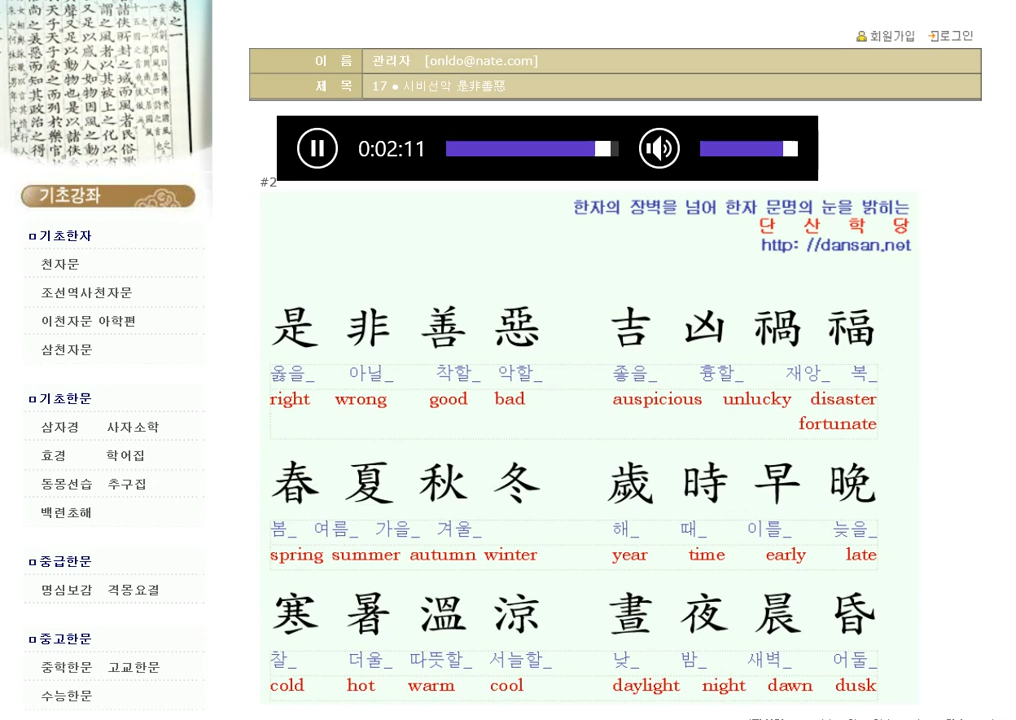 회원가입 로그인
이 름 관리자 [onldo@nate.com]
제 목 17 ● 시비선악 是非善惡
0:02:11
#2
기초강좌
기초한자
천자문
조선역사천자문
이천자문 아학편
삼천자문
기초한문
삼자경 사자소학
효경 학어집
동몽선습 추구집
백련초해
중급한문
명심보감 격몽요결
중고한문
중학한문 고교한문
수능한문
한자의 장벽을 넘어 한자 문명의 눈을 밝히는
단 산 학 당
http: //dansan.net
是 非 善 惡 吉 凶 禍 福
옳을_ 아닐_ 착할_ 악할_ 좋을_ 흉할_ 재앙_ 복_
right wrong good bad auspicious unlucky disaster
fortunate
春 夏 秋 冬 歲 時 早 晩
봄_ 여름_ 가을_ 겨울_ 해_ 때_ 이를_ 늦을_
spring summer autumn winter year time early late
寒 暑 溫 涼 晝 夜 晨 昏
찰_ 더울_ 따뜻할_ 서늘할_ 낮_ 밤_ 새벽_ 어둘_
cold hot warm cool daylight night dawn dusk